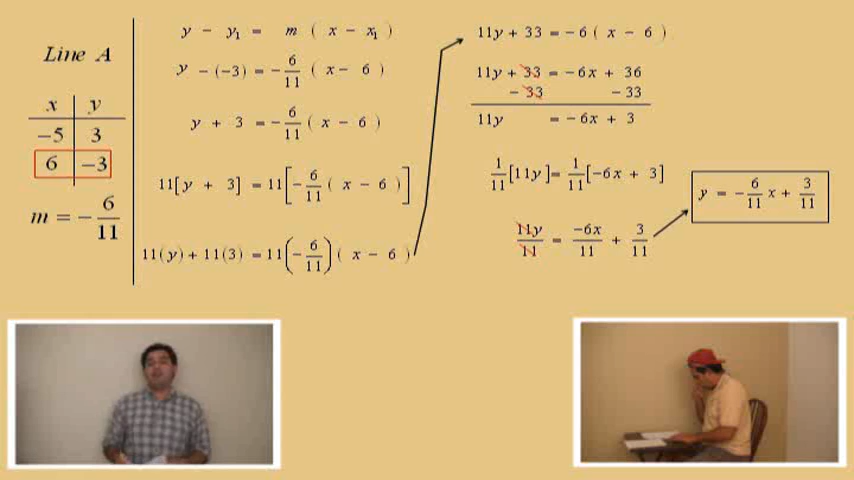 Line A
x y
−5 3
6 −3
m = −6/11
y − y₁ = m ( x − x₁ )
y − (−3) = −6/11 ( x − 6 )
y + 3 = −6/11 ( x − 6 )
11[y + 3] = 11[−6/11 ( x − 6 )]
11(y) + 11(3) = 11(−6/11)( x − 6 )
11y + 33 = −6 ( x − 6 )
11y + 33 = −6x + 36
− 33 − 33
11y = −6x + 3
1/11[11y] = 1/11[−6x + 3]
11y/11 = −6x/11 + 3/11
y = −6/11 x + 3/11